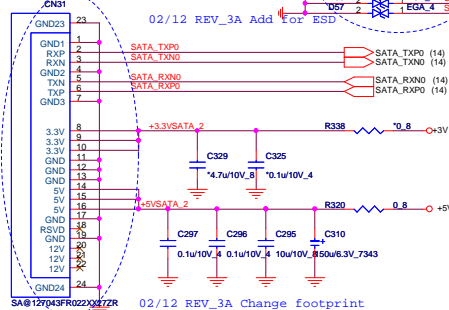 CN31
02/12 REV_3A Add for ESD
D57
EGA_4
GND23 23
GND1 1
RXP 2 SATA_TXP0 SATA_TXP0 (14)
RXN 3 SATA_TXN0 SATA_TXN0 (14)
GND2 4
TXN 5 SATA_RXN0 SATA_RXN0 (14)
TXP 6 SATA_RXP0 SATA_RXP0 (14)
GND3 7
3.3V 8 +3.3VSATA_2 R338 *0_8 +3V
3.3V 9
3.3V 10
GND 11 C329 C325
GND 12
GND 13 *4.7u/10V_8 *0.1u/10V_4
5V 14
5V 15
5V 16 +5VSATA_2 R320 0_8 +5V
GND 17
RSVD 18
GND 19 C297 C296 C295 C310
12V 20
12V 21 0.1u/10V_4 0.1u/10V_4 10u/10V_8 150u/6.3V_7343
12V 22
GND24 24
02/12 REV_3A Change footprint